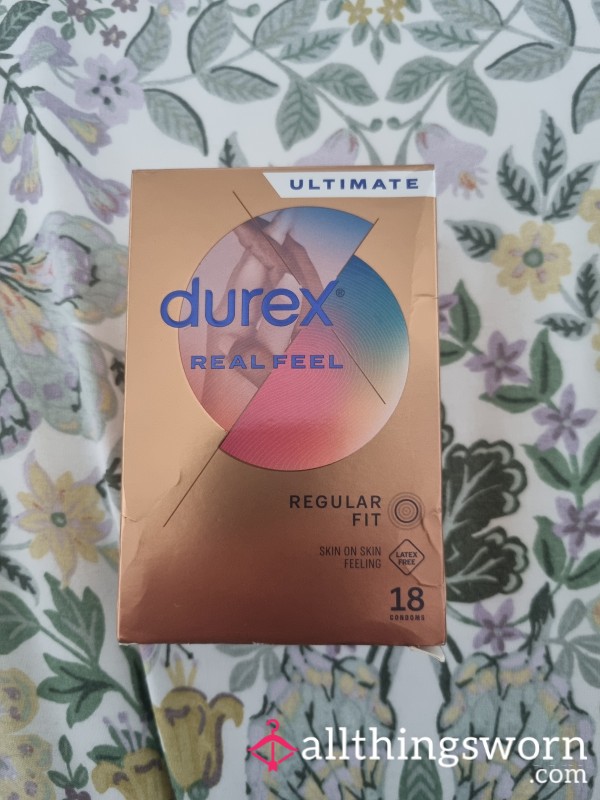 ULTIMATE
durex®
REAL FEEL
REGULAR
FIT
SKIN ON SKIN
FEELING
LATEX
FREE
18
CONDOMS
allthingsworn
.com